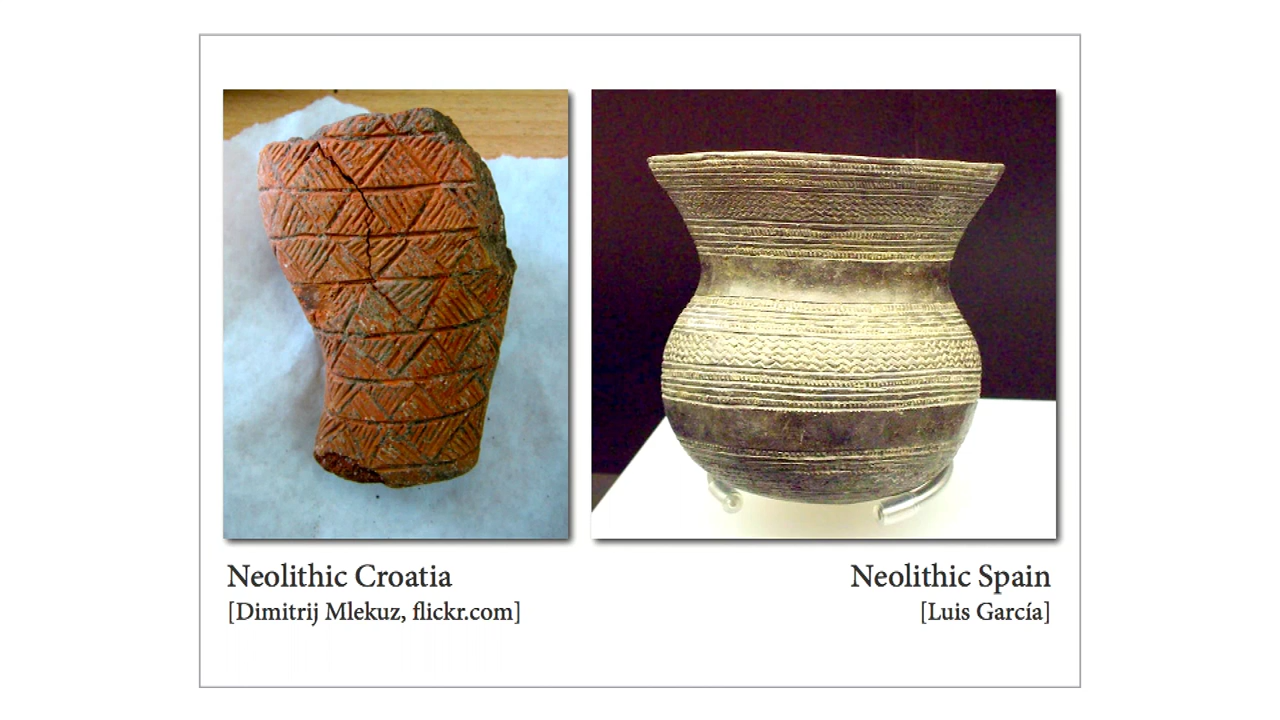 Neolithic Croatia
[Dimitrij Mlekuz, flickr.com]
Neolithic Spain
[Luis García]